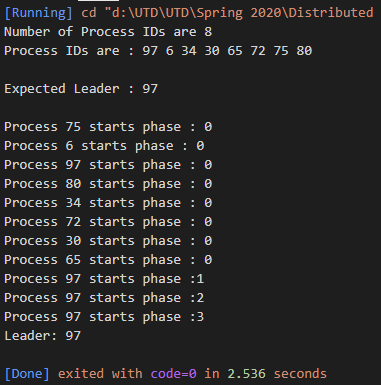 [Running] cd "d:\UTD\UTD\Spring 2020\Distributed
Number of Process IDs are 8
Process IDs are : 97 6 34 30 65 72 75 80
Expected Leader : 97
Process 75 starts phase : 0
Process 6 starts phase : 0
Process 97 starts phase : 0
Process 80 starts phase : 0
Process 34 starts phase : 0
Process 72 starts phase : 0
Process 30 starts phase : 0
Process 65 starts phase : 0
Process 97 starts phase :1
Process 97 starts phase :2
Process 97 starts phase :3
Leader: 97
[Done] exited with code=0 in 2.536 seconds